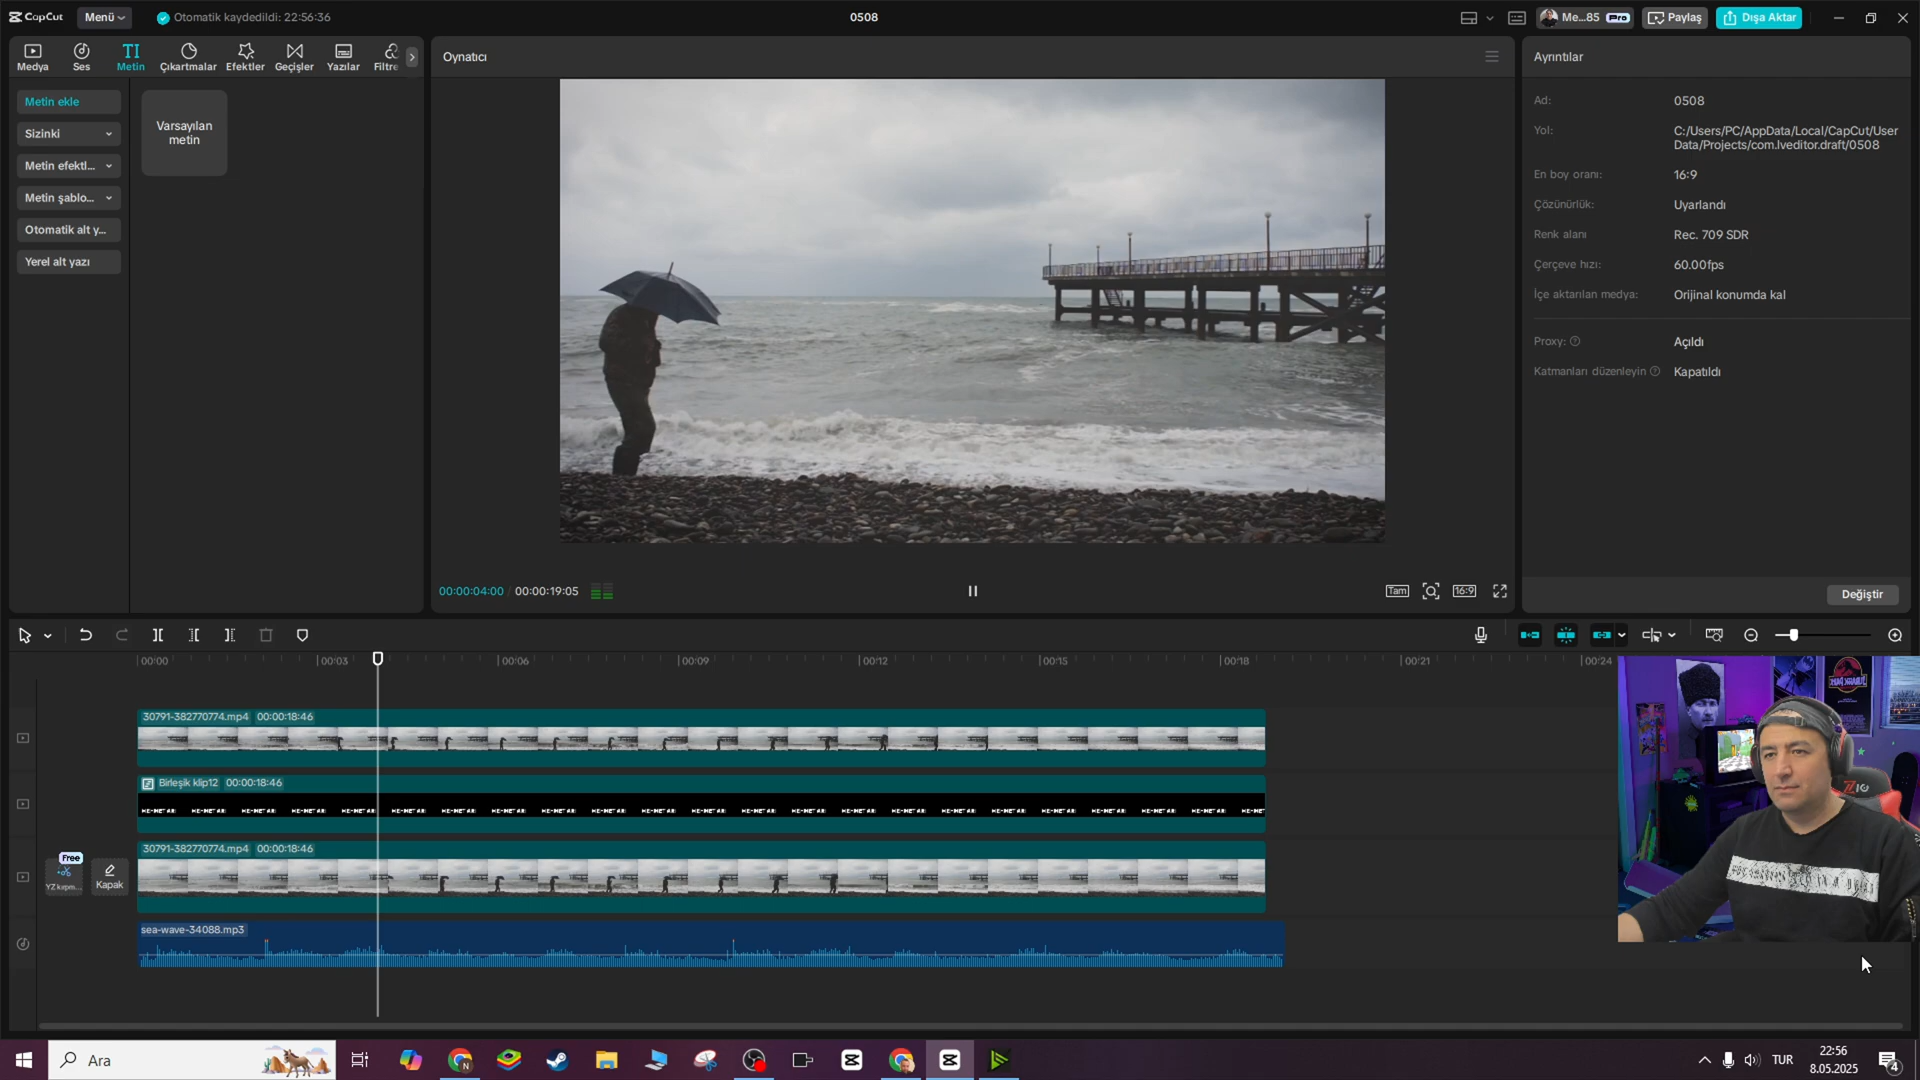 CapCut
Menü
Otomatik kaydedildi: 22:56:36
0508
Me...85
Pro
Paylaş
Dışa Aktar
Medya
Ses
TI
Metin
Çıkartmalar
Efektler
Geçişler
Yazılar
Filtre
Oynatıcı
Ayrıntılar
Metin ekle
Sizinki
Metin efektl...
Metin şablo...
Otomatik alt y...
Yerel alt yazı
Varsayılan
metin
Ad:
0508
Yol:
C:/Users/PC/AppData/Local/CapCut/User
Data/Projects/com.lveditor.draft/0508
En boy oranı:
16:9
Çözünürlük:
Uyarlandı
Renk alanı
Rec. 709 SDR
Çerçeve hızı:
60.00fps
İçe aktarılan medya:
Orijinal konumda kal
Proxy:
Açıldı
Katmanları düzenleyin
Kapatıldı
Değiştir
00:00:04:00 / 00:00:19:05
Tam
16:9
00:00
00:03
00:06
00:09
00:12
00:15
00:18
00:21
00:24
30791-382770774.mp4 00:00:18:46
Birleşik klip12 00:00:18:46
30791-382770774.mp4 00:00:18:46
Free
YZ kırpm...
Kapak
sea-wave-34088.mp3
Ara
TUR
22:56
8.05.2025
4